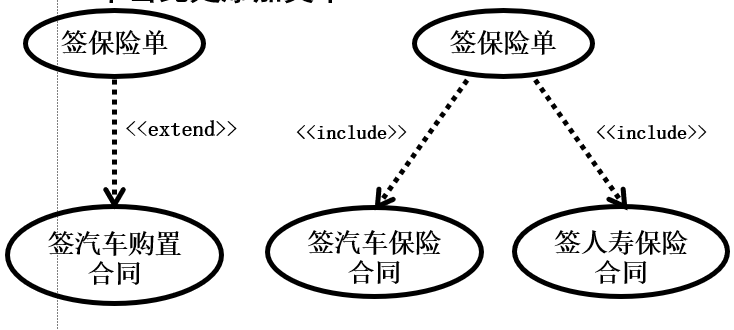 签保险单
签保险单
<<extend>>
<<include>>
<<include>>
签汽车购置
合同
签汽车保险
合同
签人寿保险
合同